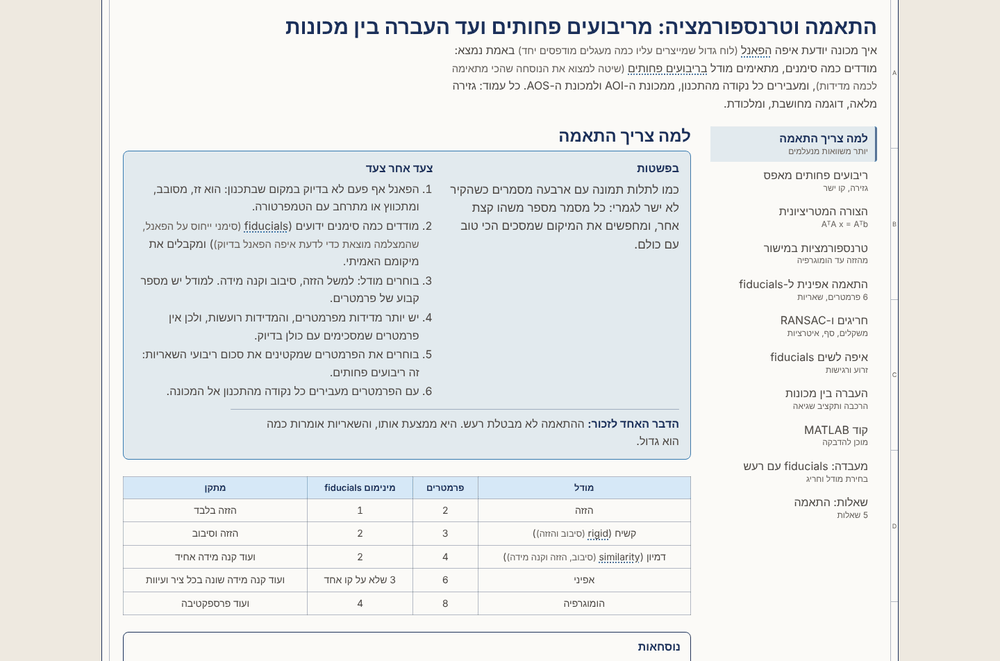 התאמה וטרנספורמציה: מריבועים פחותים ועד העברה בין מכונות
איך מכונה יודעת איפה הפאנל (לוח גדול שמייצרים עליו כמה מעגלים מודפסים יחד) באמת נמצא:
מודדים כמה סימנים, מתאימים מודל בריבועים פחותים (שיטה למצוא את הנוסחה שהכי מתאימה
לכמה מדידות), ומעבירים כל נקודה מהתכנון, ממכונת ה-AOI ולמכונת ה-AOS. כל עמוד: גזירה
מלאה, דוגמה מחושבת, ומלכודת.
למה צריך התאמה
יותר משוואות מנעלמים
ריבועים פחותים מאפס
גזירה, קו ישר
הצורה המטריציונית
AᵀA x = Aᵀb
טרנספורמציות במישור
מהזזה עד הומוגרפיה
התאמה אפינית ל-fiducials
6 פרמטרים, שאריות
חריגים ו-RANSAC
משקלים, סף, איטרציות
איפה לשים fiducials
זרוע ורגישות
העברה בין מכונות
הרכבה ותקציב שגיאה
קוד MATLAB
מוכן להדבקה
מעבדה: fiducials עם רעש
בחירת מודל וחריג
שאלות: התאמה
5 שאלות
למה צריך התאמה
בפשטות
כמו לתלות תמונה עם ארבעה מסמרים כשהקיר
לא ישר לגמרי: כל מסמר מספר משהו קצת
אחר, ומחפשים את המיקום שמסכים הכי טוב
עם כולם.
צעד אחר צעד
1. הפאנל אף פעם לא בדיוק במקום שבתכנון: הוא זז, מסובב,
ומתכווץ או מתרחב עם הטמפרטורה.
2. מודדים כמה סימנים ידועים (fiducials (סימני ייחוס על הפאנל,
שהמצלמה מוצאת כדי לדעת איפה הפאנל בדיוק)) ומקבלים את
מיקומם האמיתי.
3. בוחרים מודל: למשל הזזה, סיבוב וקנה מידה. למודל יש מספר
קבוע של פרמטרים.
4. יש יותר מדידות מפרמטרים, והמדידות רועשות, ולכן אין
פרמטרים שמסכימים עם כולן בדיוק.
5. בוחרים את הפרמטרים שמקטינים את סכום ריבועי השאריות:
זה ריבועים פחותים.
6. עם הפרמטרים מעבירים כל נקודה מהתכנון אל המכונה.
הדבר האחד לזכור: ההתאמה לא מבטלת רעש. היא ממצעת אותו, והשאריות אומרות כמה
הוא גדול.
מודל פרמטרים מינימום fiducials מתקן
הזזה 2 1 הזזה בלבד
קשיח (rigid (סיבוב והזזה)) 3 2 הזזה וסיבוב
דמיון (similarity (סיבוב, הזזה וקנה מידה)) 4 2 ועוד קנה מידה אחיד
אפיני 6 3 שלא על קו אחד ועוד קנה מידה שונה בכל ציר ועיוות
הומוגרפיה 8 4 ועוד פרספקטיבה
נוסחאות
A
B
C
D